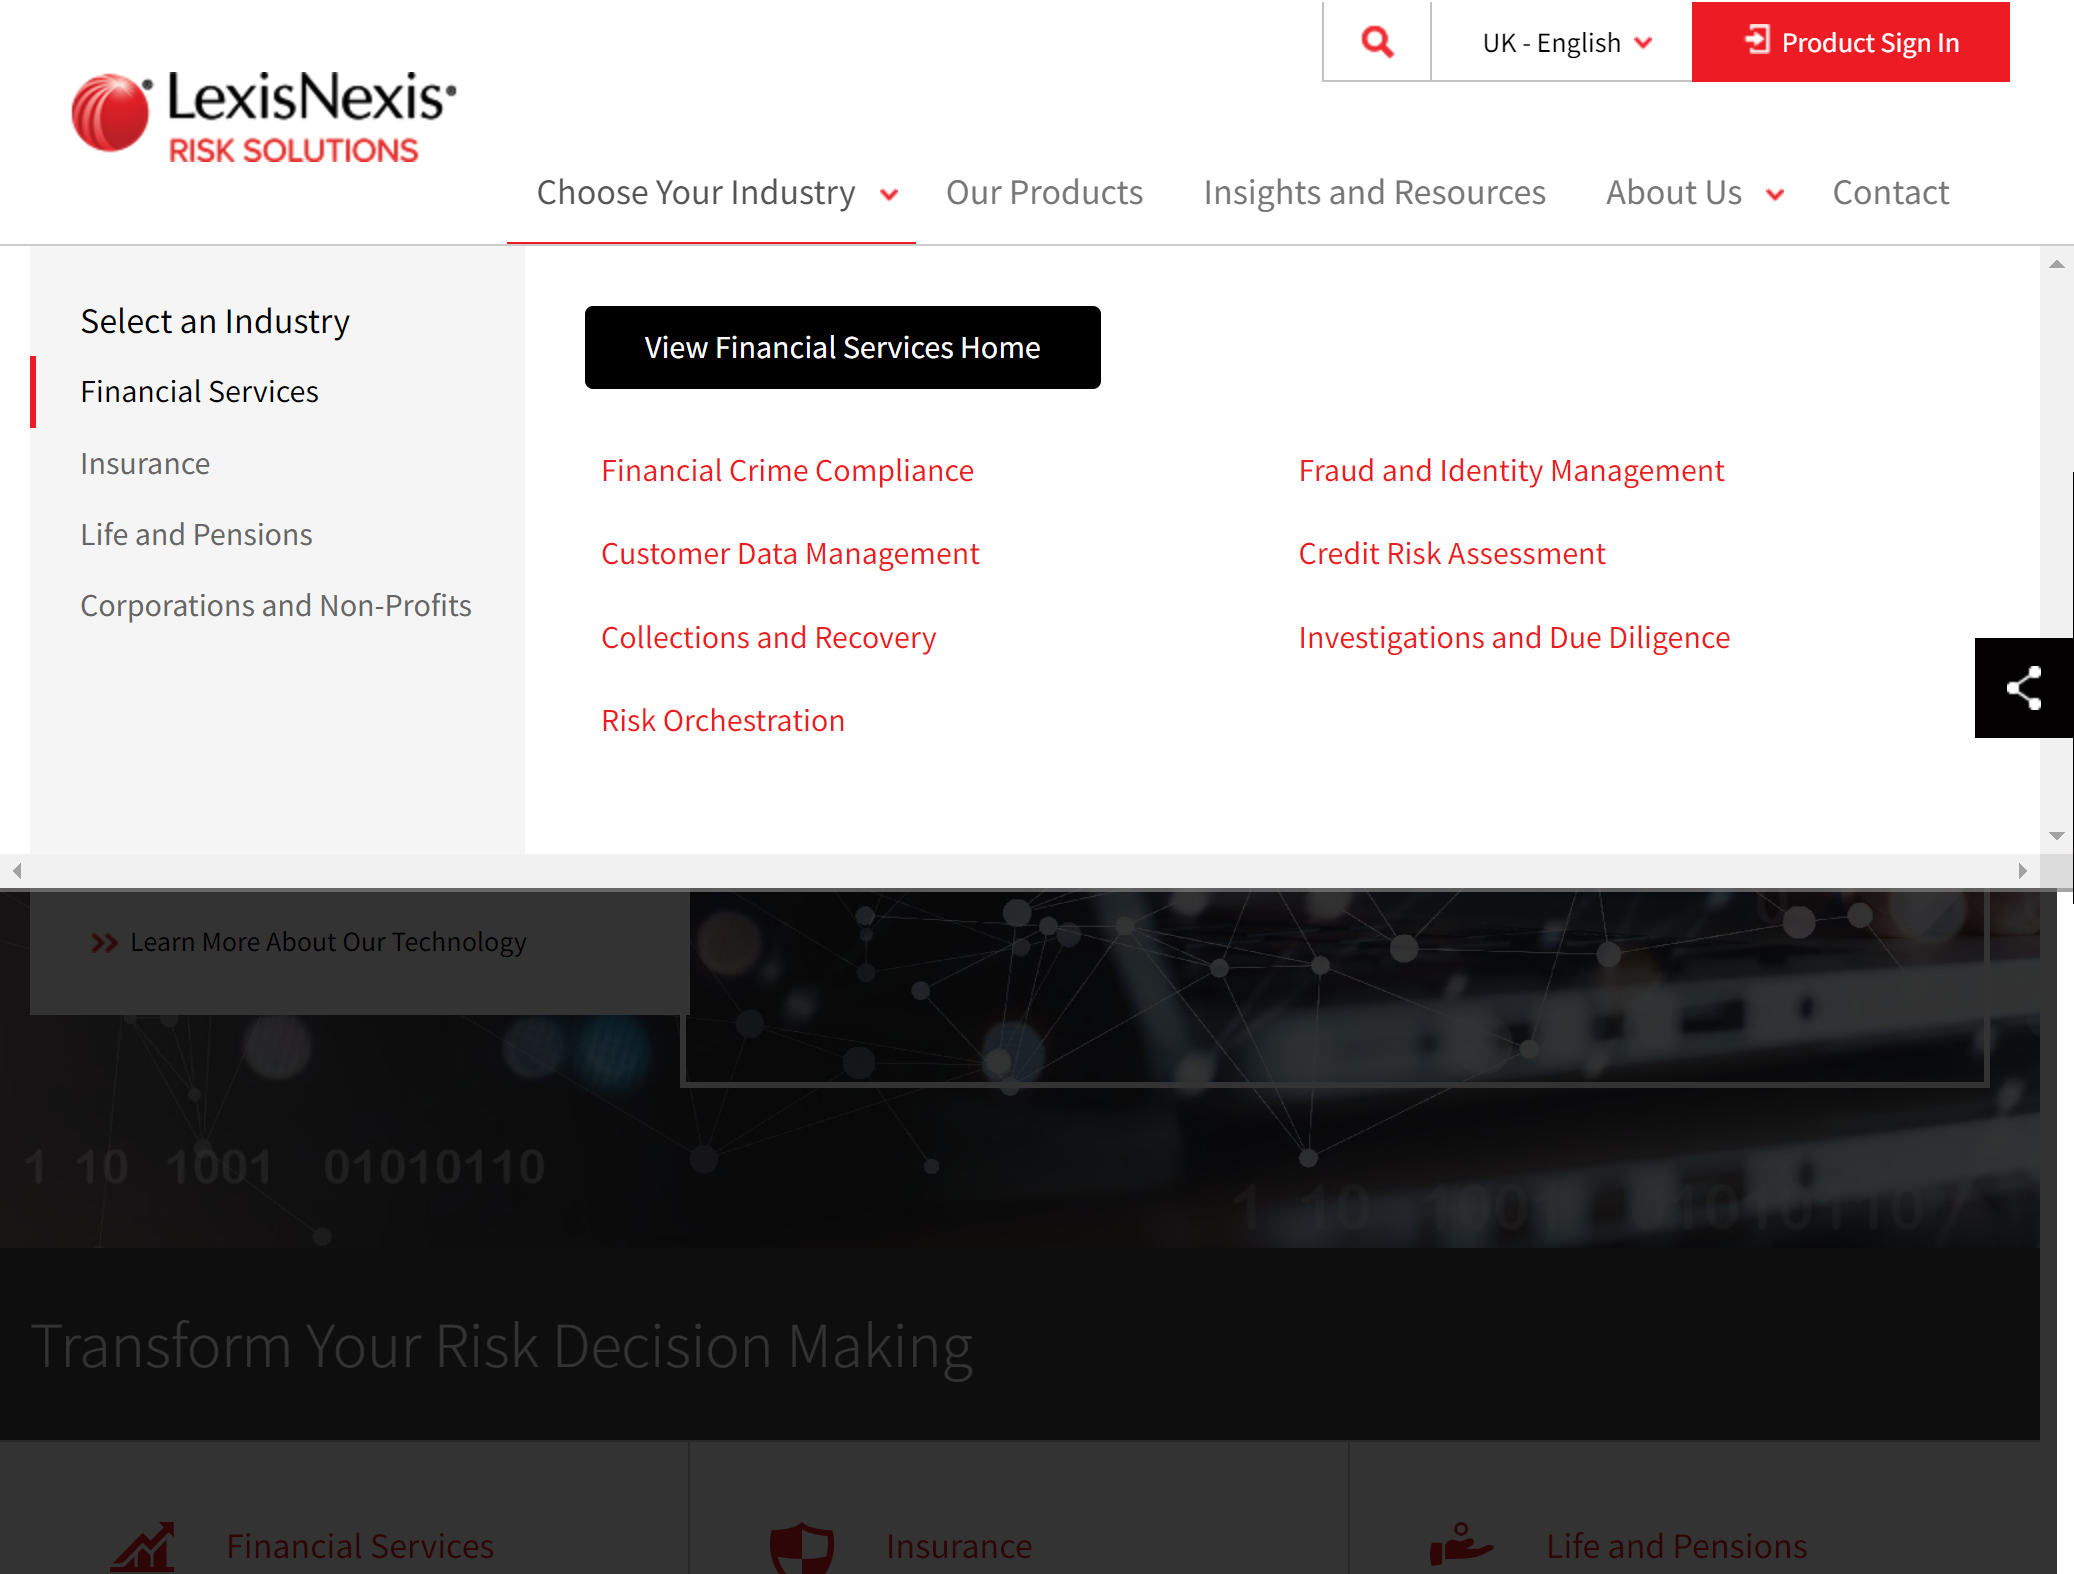 UK - English
Product Sign In
LexisNexis
RISK SOLUTIONS
Choose Your Industry
Our Products
Insights and Resources
About Us
Contact
Select an Industry
Financial Services
Insurance
Life and Pensions
Corporations and Non-Profits
View Financial Services Home
Financial Crime Compliance
Fraud and Identity Management
Customer Data Management
Credit Risk Assessment
Collections and Recovery
Investigations and Due Diligence
Risk Orchestration
Learn More About Our Technology
1 10 1001 01010110
1 10 1001 01010110
Transform Your Risk Decision Making
Financial Services
Insurance
Life and Pensions